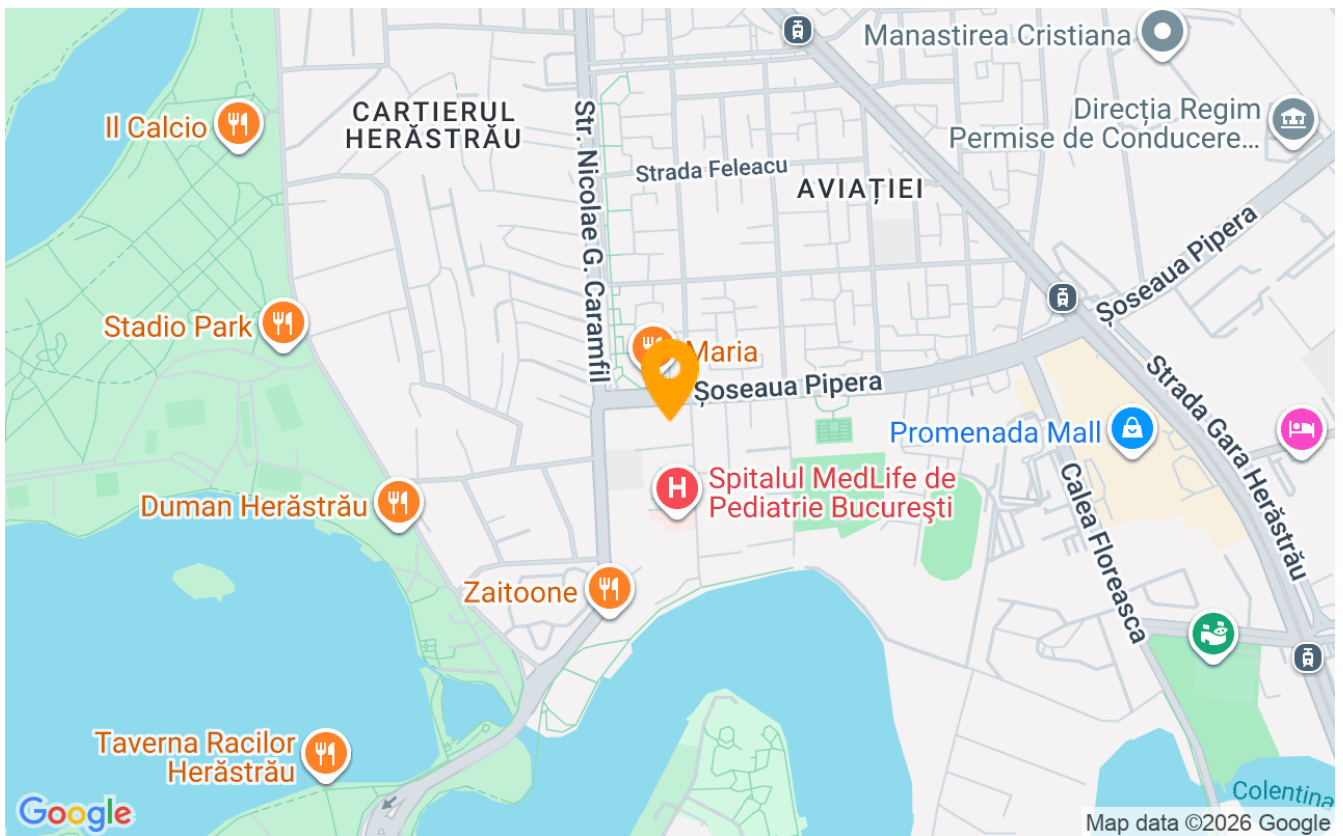 Manastirea Cristiana
Direcția Regim
Permise de Conducere...
Il Calcio
CARTIERUL
HERĂSTRĂU
Str. Nicolae G. Caramfil
Strada Feleacu
AVIAȚIEI
Șoseaua Pipera
Stadio Park
Maria
Șoseaua Pipera
Strada Gara Herăstrău
Promenada Mall
Calea Floreasca
Spitalul MedLife de
Pediatrie Bucureşti
H
Duman Herăstrău
Zaitoone
Taverna Racilor
Herăstrău
Colentina
Google
Map data ©2026 Google